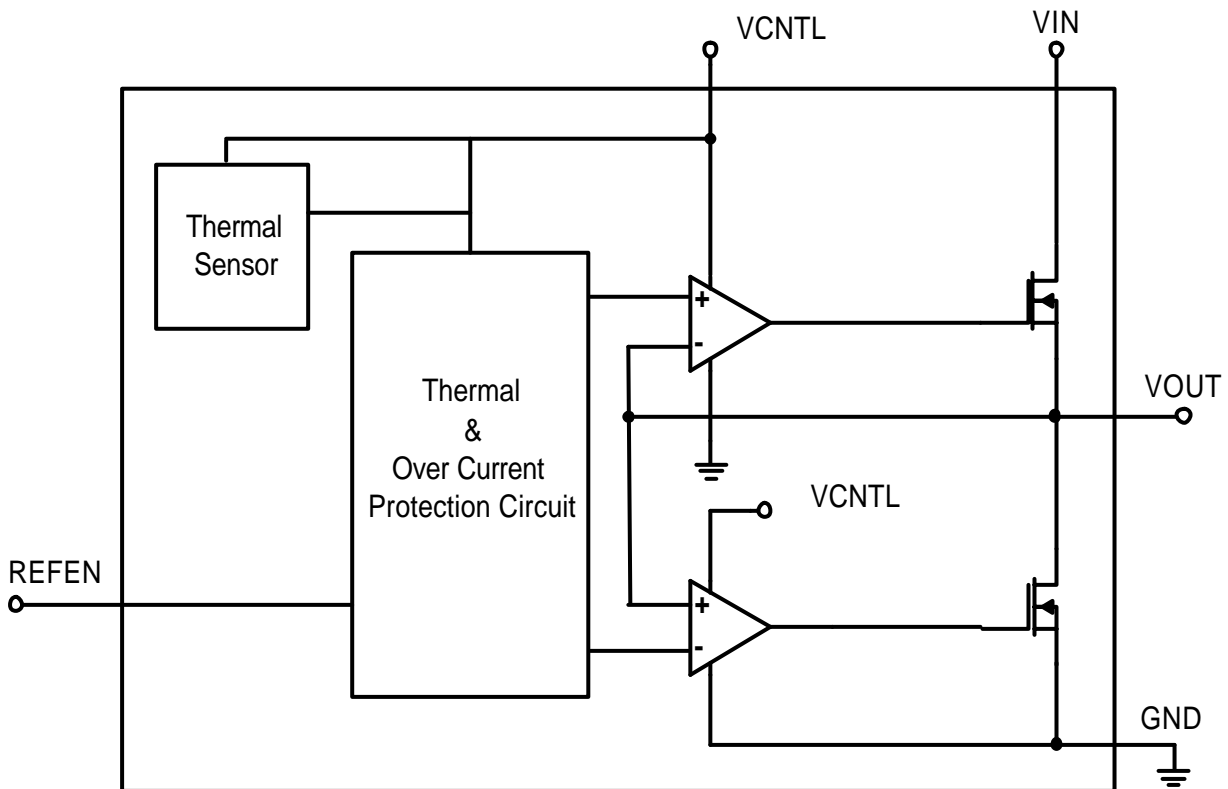 VCNTL
VIN
Thermal
Sensor
+
-
Thermal
&
Over Current
Protection Circuit
VOUT
VCNTL
REFEN
+
-
GND